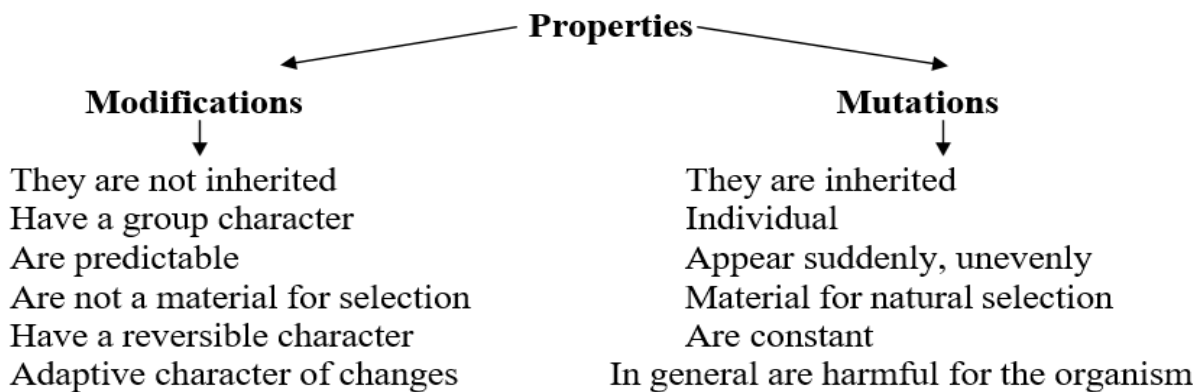 Properties
Modifications
Mutations
They are not inherited
Have a group character
Are predictable
Are not a material for selection
Have a reversible character
Adaptive character of changes
They are inherited
Individual
Appear suddenly, unevenly
Material for natural selection
Are constant
In general are harmful for the organism